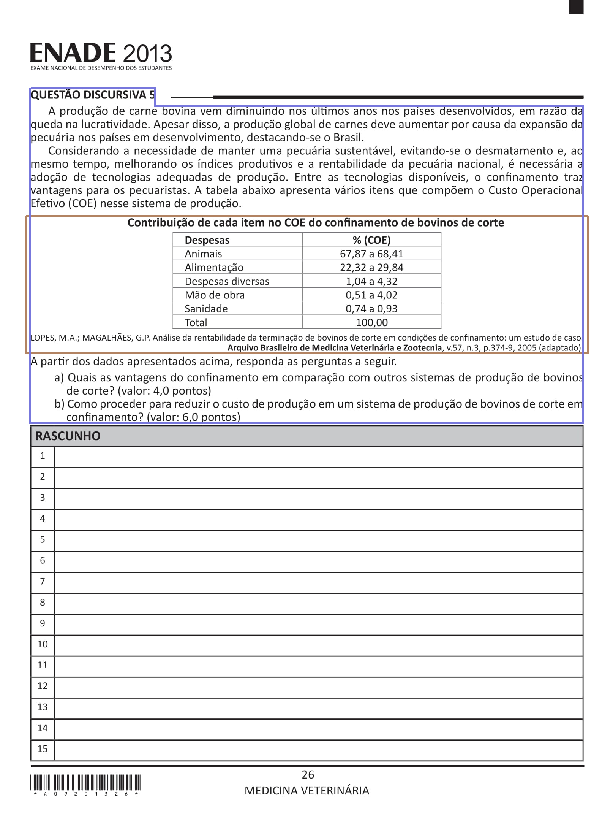 ENADE 2013
EXAME NACIONAL DE DESEMPENHO DOS ESTUDANTES
QUESTÃO DISCURSIVA 5
A produção de carne bovina vem diminuindo nos últimos anos nos países desenvolvidos, em razão da
queda na lucratividade. Apesar disso, a produção global de carnes deve aumentar por causa da expansão da
pecuária nos países em desenvolvimento, destacando-se o Brasil.
Considerando a necessidade de manter uma pecuária sustentável, evitando-se o desmatamento e, ao
mesmo tempo, melhorando os índices produtivos e a rentabilidade da pecuária nacional, é necessária a
adoção de tecnologias adequadas de produção. Entre as tecnologias disponíveis, o confinamento traz
vantagens para os pecuaristas. A tabela abaixo apresenta vários itens que compõem o Custo Operacional
Efetivo (COE) nesse sistema de produção.
Contribuição de cada item no COE do confinamento de bovinos de corte
Despesas % (COE)
Animais 67,87 a 68,41
Alimentação 22,32 a 29,84
Despesas diversas 1,04 a 4,32
Mão de obra 0,51 a 4,02
Sanidade 0,74 a 0,93
Total 100,00
LOPES, M.A.; MAGALHÃES, G.P. Análise da rentabilidade da terminação de bovinos de corte em condições de confinamento: um estudo de caso.
Arquivo Brasileiro de Medicina Veterinária e Zootecnia, v.57, n.3, p.374-9, 2005 (adaptado).
A partir dos dados apresentados acima, responda as perguntas a seguir.
a) Quais as vantagens do confinamento em comparação com outros sistemas de produção de bovinos
de corte? (valor: 4,0 pontos)
b) Como proceder para reduzir o custo de produção em um sistema de produção de bovinos de corte em
confinamento? (valor: 6,0 pontos)
RASCUNHO
1
2
3
4
5
6
7
8
9
10
11
12
13
14
15
26
MEDICINA VETERINÁRIA